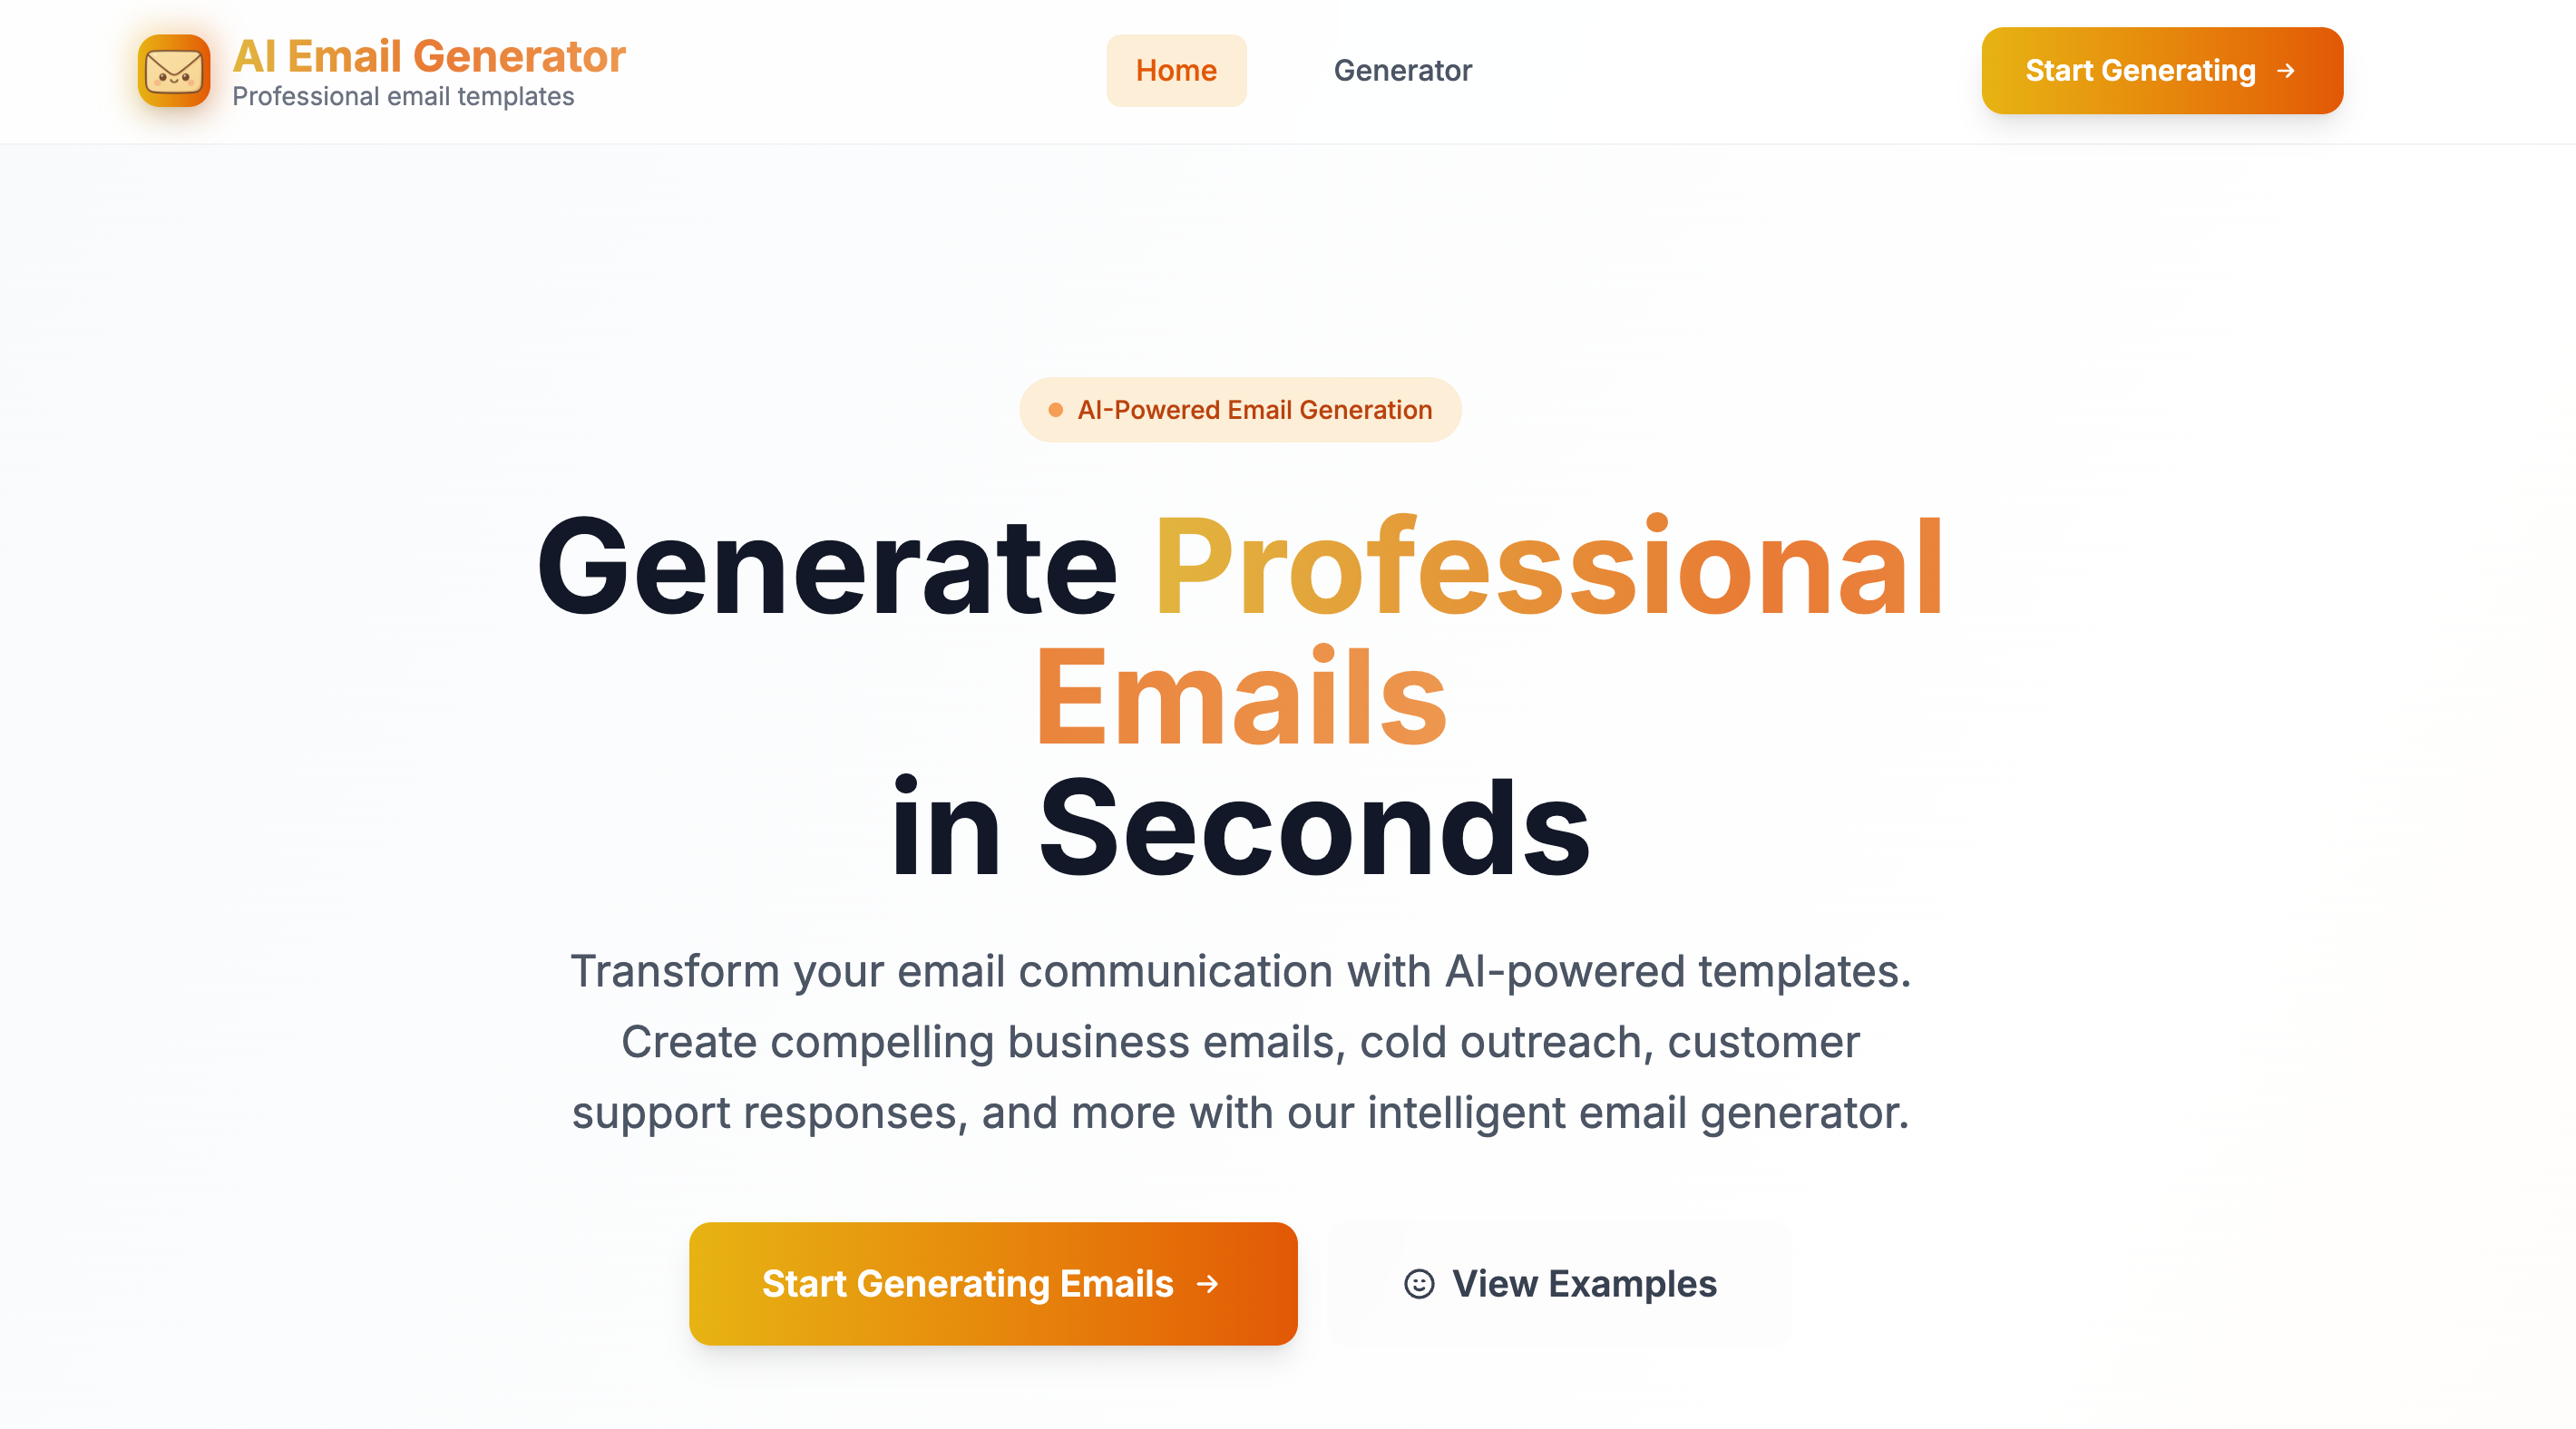 AI Email Generator
Professional email templates
Home
Generator
Start Generating
AI-Powered Email Generation
Generate Professional
Emails
in Seconds
Transform your email communication with AI-powered templates.
Create compelling business emails, cold outreach, customer
support responses, and more with our intelligent email generator.
Start Generating Emails
View Examples